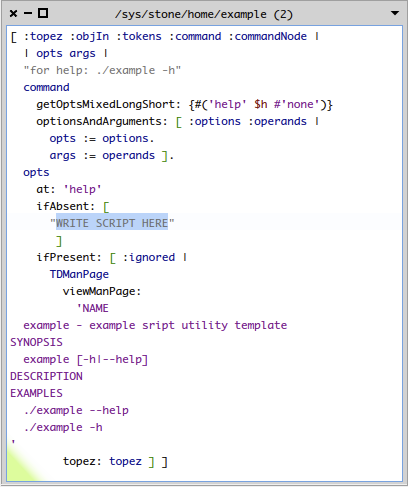 /sys/stone/home/example (2)
[ :topez :objIn :tokens :command :commandNode |
| opts args |
"for help: ./example -h"
command
getOptsMixedLongShort: {#('help' $h #'none')}
optionsAndArguments: [ :options :operands |
opts := options.
args := operands ].
opts
at: 'help'
ifAbsent: [
"WRITE SCRIPT HERE"
]
ifPresent: [ :ignored |
TDManPage
viewManPage:
'NAME
example - example sript utility template
SYNOPSIS
example [-h|--help]
DESCRIPTION
EXAMPLES
./example --help
./example -h
'
topez: topez ] ]